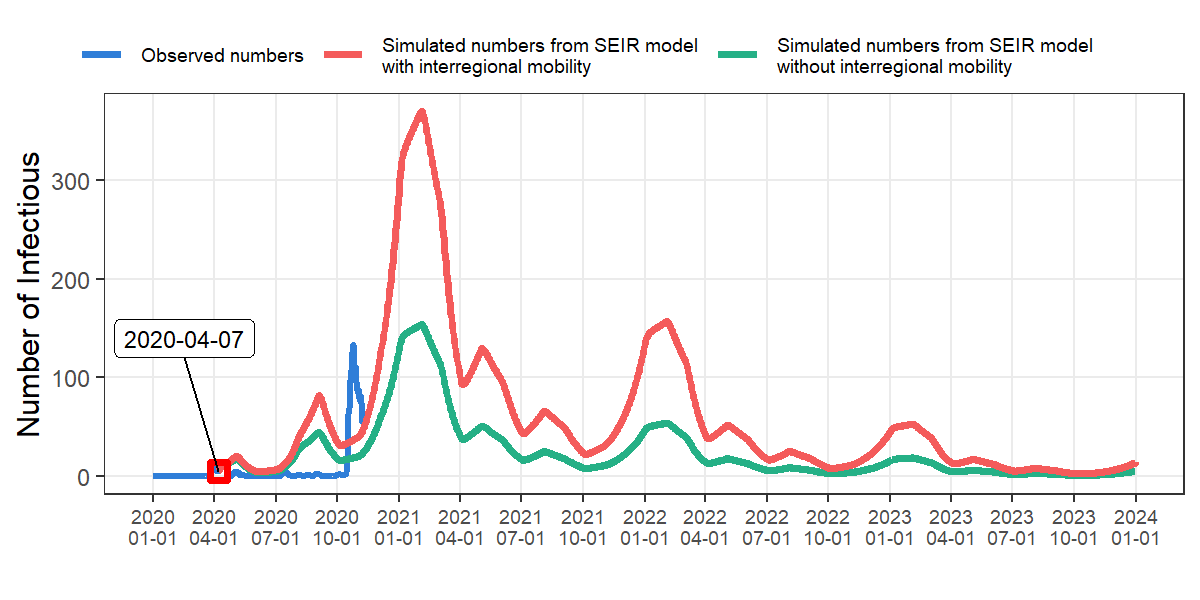 Observed numbers
Simulated numbers from SEIR model
with interregional mobility
Simulated numbers from SEIR model
without interregional mobility
Number of Infectious
300
200
100
0
2020-04-07
2020 2020 2020 2020 2021 2021 2021 2021 2022 2022 2022 2022 2023 2023 2023 2023 2024
01-01 04-01 07-01 10-01 01-01 04-01 07-01 10-01 01-01 04-01 07-01 10-01 01-01 04-01 07-01 10-01 01-01